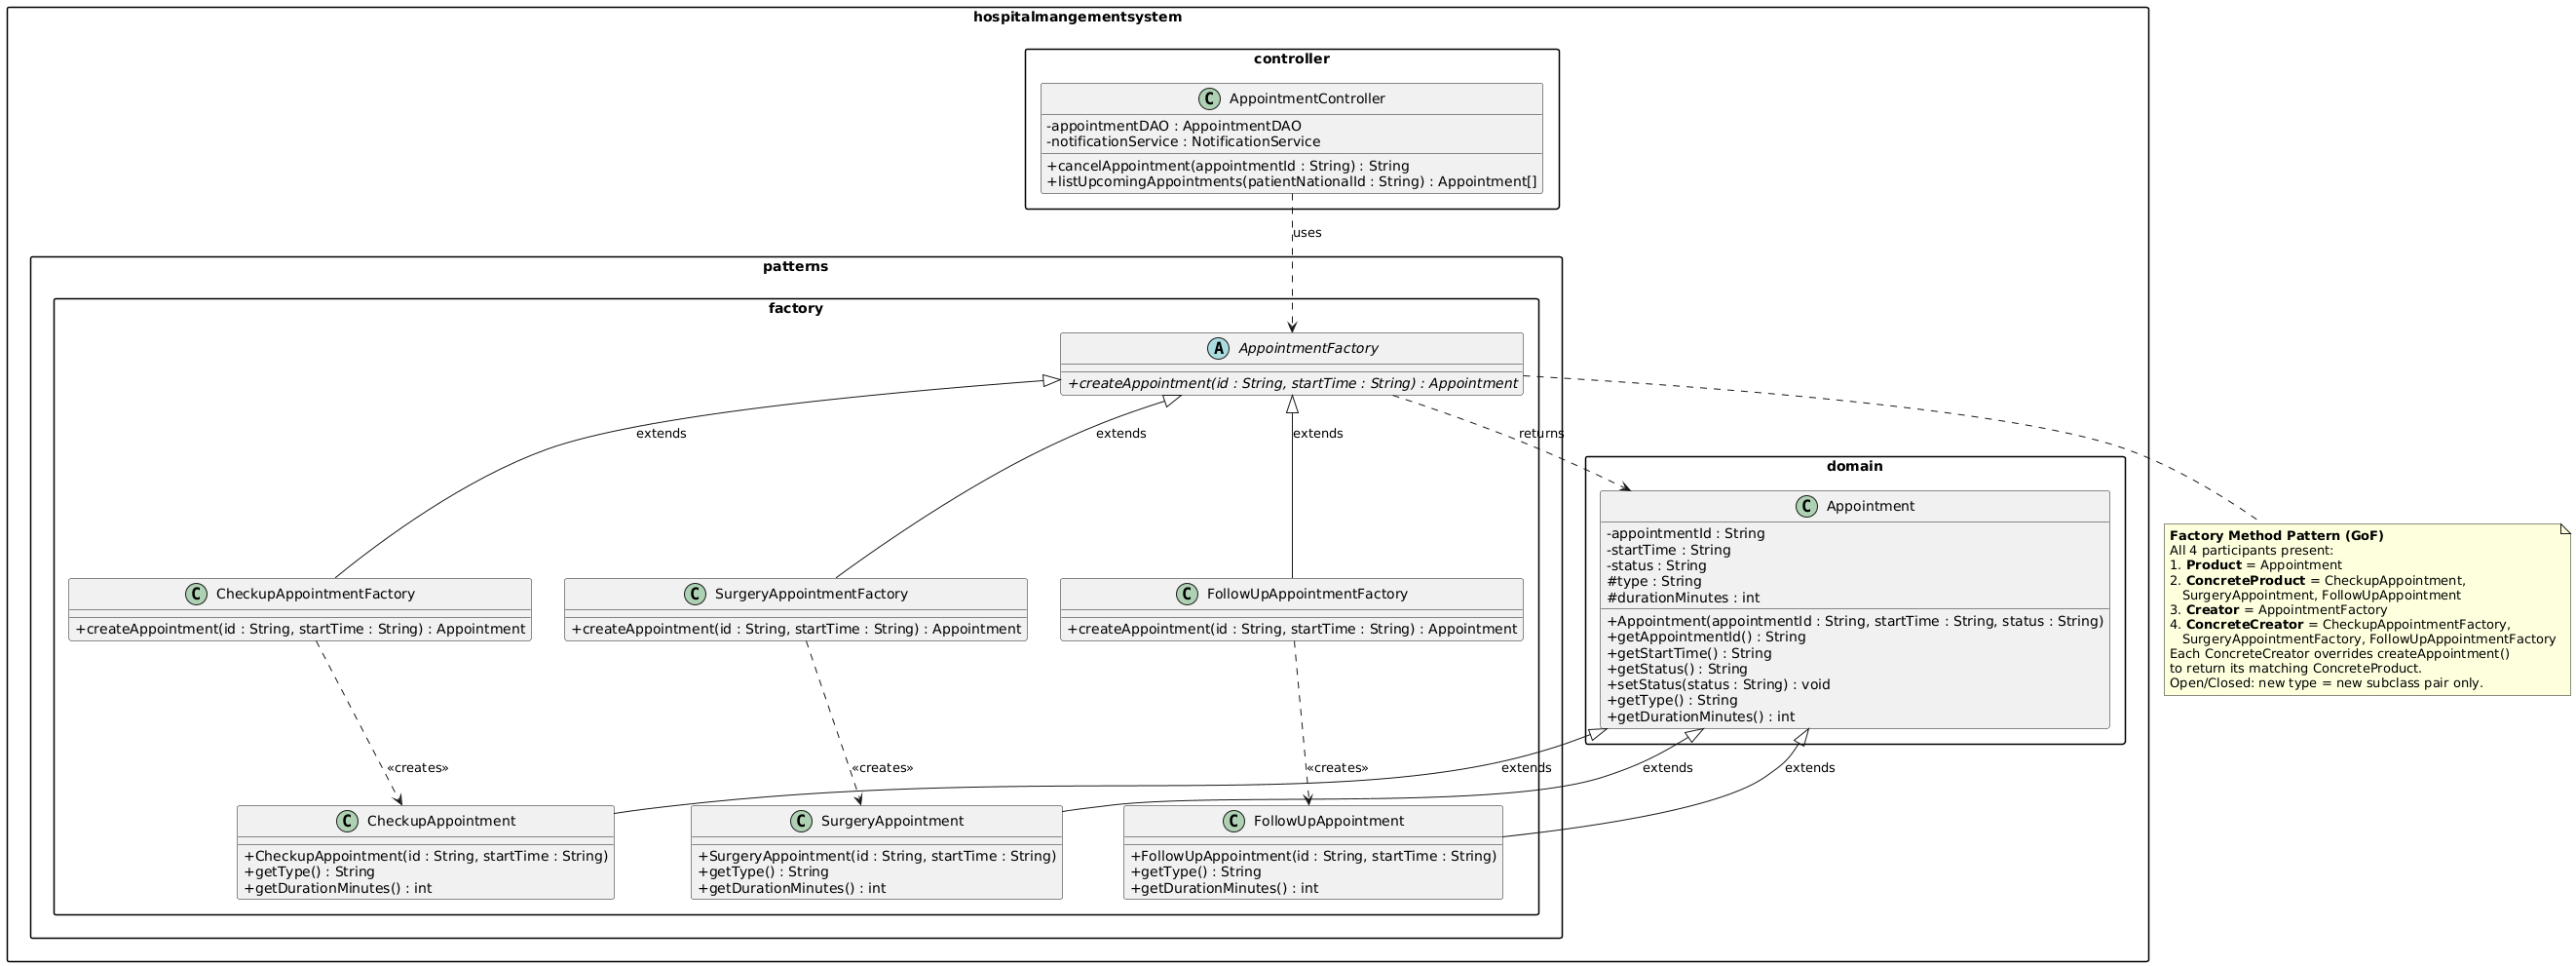 hospitalmangementsystem
controller
C AppointmentController
-appointmentDAO : AppointmentDAO
-notificationService : NotificationService
+cancelAppointment(appointmentId : String) : String
+listUpcomingAppointments(patientNationalId : String) : Appointment[]
uses
patterns
factory
A AppointmentFactory
+createAppointment(id : String, startTime : String) : Appointment
extends
extends
extends
returns
domain
C Appointment
-appointmentId : String
-startTime : String
-status : String
#type : String
#durationMinutes : int
+Appointment(appointmentId : String, startTime : String, status : String)
+getAppointmentId() : String
+getStartTime() : String
+getStatus() : String
+setStatus(status : String) : void
+getType() : String
+getDurationMinutes() : int
Factory Method Pattern (GoF)
All 4 participants present:
1. Product = Appointment
2. ConcreteProduct = CheckupAppointment,
SurgeryAppointment, FollowUpAppointment
3. Creator = AppointmentFactory
4. ConcreteCreator = CheckupAppointmentFactory,
SurgeryAppointmentFactory, FollowUpAppointmentFactory
Each ConcreteCreator overrides createAppointment()
to return its matching ConcreteProduct.
Open/Closed: new type = new subclass pair only.
C CheckupAppointmentFactory
+createAppointment(id : String, startTime : String) : Appointment
C SurgeryAppointmentFactory
+createAppointment(id : String, startTime : String) : Appointment
C FollowUpAppointmentFactory
+createAppointment(id : String, startTime : String) : Appointment
«creates»
«creates»
«creates»
extends
extends
extends
C CheckupAppointment
+CheckupAppointment(id : String, startTime : String)
+getType() : String
+getDurationMinutes() : int
C SurgeryAppointment
+SurgeryAppointment(id : String, startTime : String)
+getType() : String
+getDurationMinutes() : int
C FollowUpAppointment
+FollowUpAppointment(id : String, startTime : String)
+getType() : String
+getDurationMinutes() : int